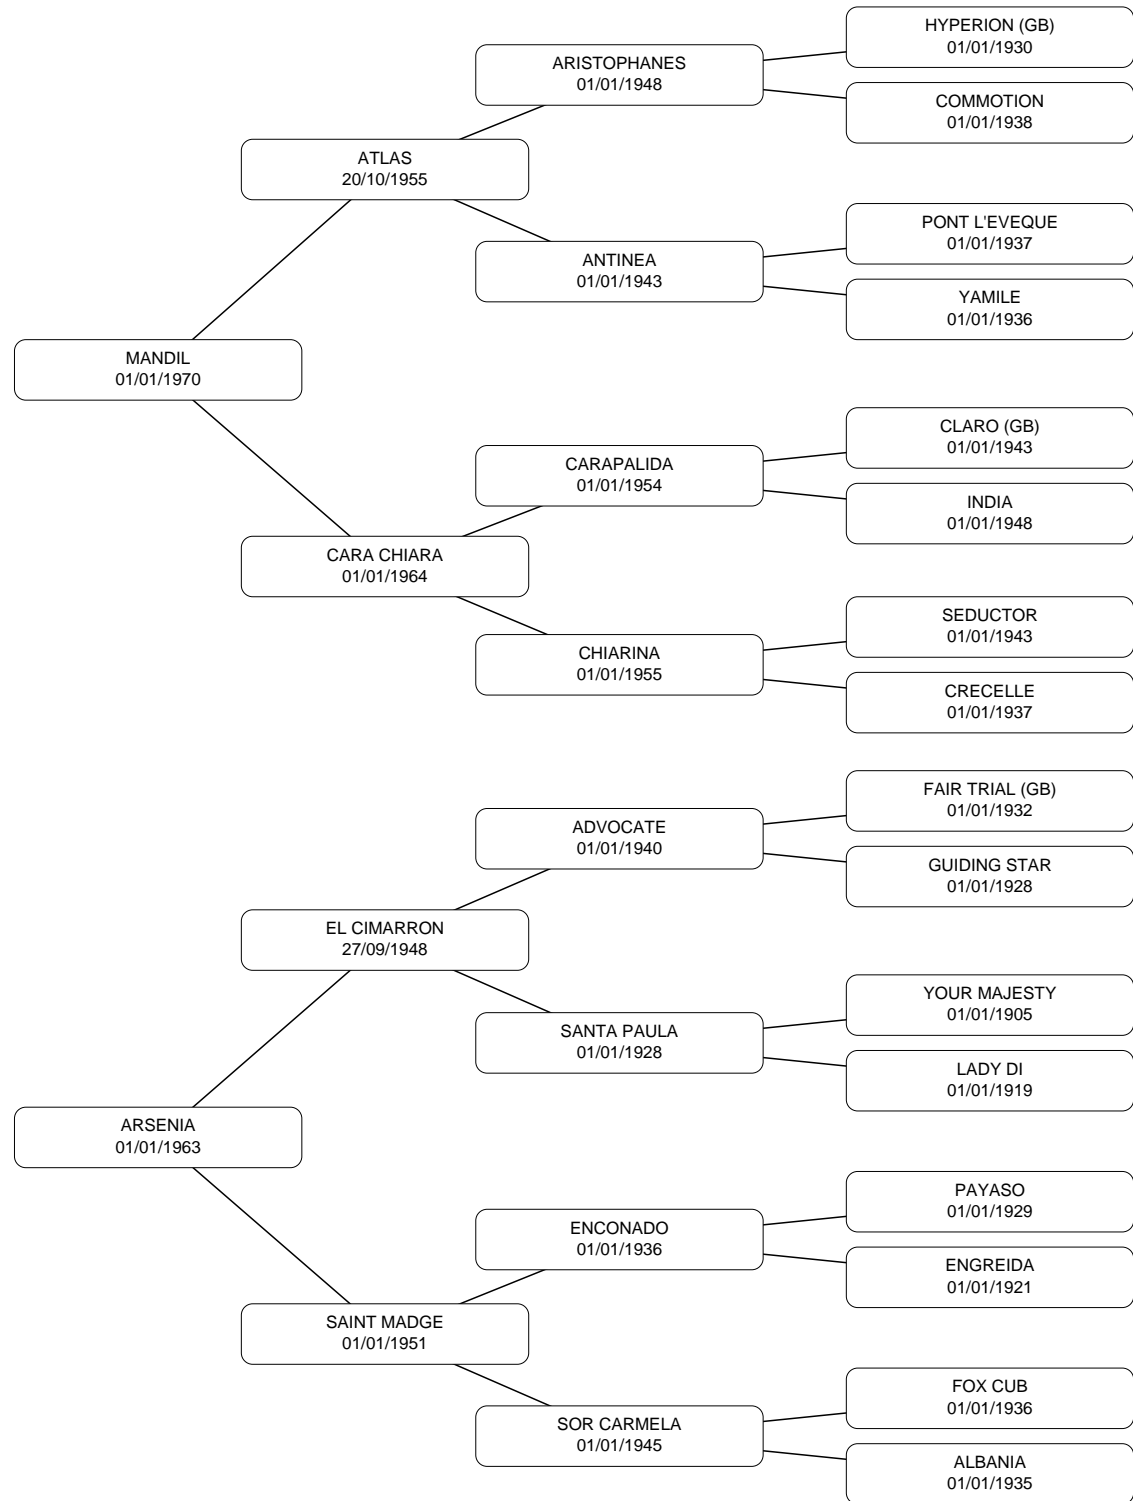 HYPERION (GB)
01/01/1930
ARISTOPHANES
01/01/1948
COMMOTION
01/01/1938
ATLAS
20/10/1955
PONT L'EVEQUE
01/01/1937
ANTINEA
01/01/1943
YAMILE
01/01/1936
MANDIL
01/01/1970
CLARO (GB)
01/01/1943
CARAPALIDA
01/01/1954
INDIA
01/01/1948
CARA CHIARA
01/01/1964
SEDUCTOR
01/01/1943
CHIARINA
01/01/1955
CRECELLE
01/01/1937
FAIR TRIAL (GB)
01/01/1932
ADVOCATE
01/01/1940
GUIDING STAR
01/01/1928
EL CIMARRON
27/09/1948
YOUR MAJESTY
01/01/1905
SANTA PAULA
01/01/1928
LADY DI
01/01/1919
ARSENIA
01/01/1963
PAYASO
01/01/1929
ENCONADO
01/01/1936
ENGREIDA
01/01/1921
SAINT MADGE
01/01/1951
FOX CUB
01/01/1936
SOR CARMELA
01/01/1945
ALBANIA
01/01/1935